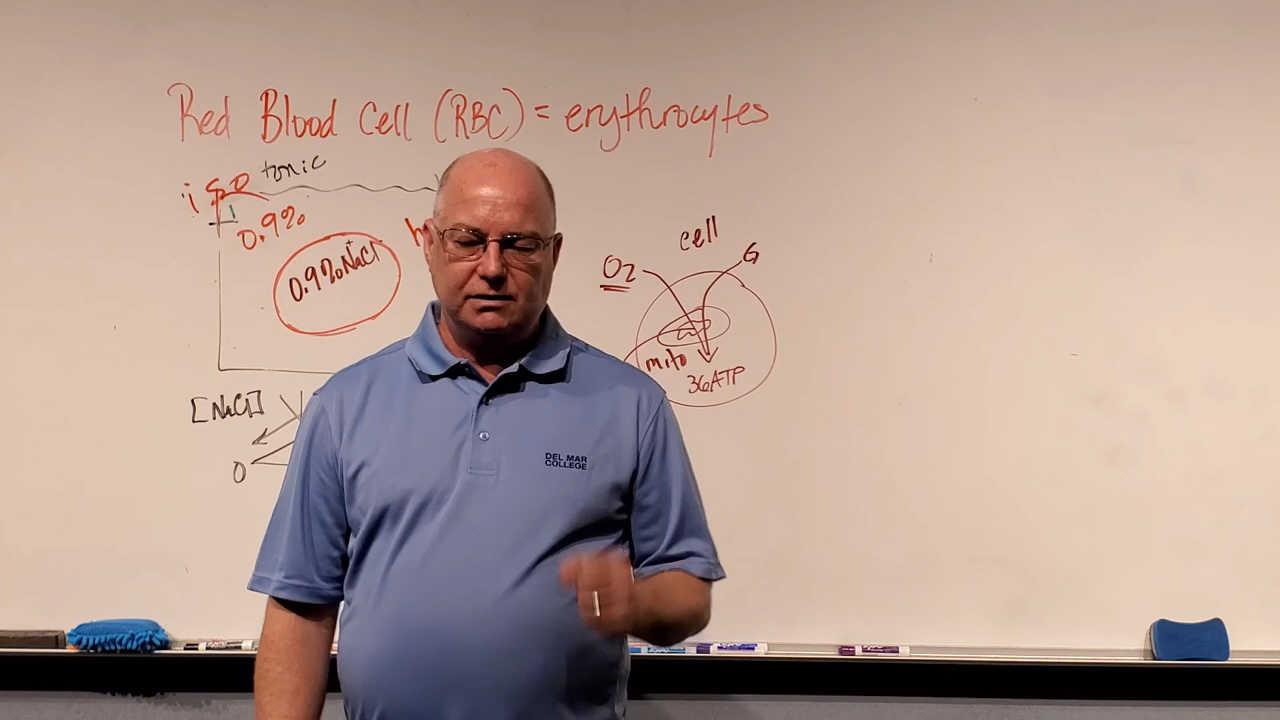 Red Blood Cell (RBC) = erythrocytes
iso tonic
0.9%
0.9% NaCl
h
cell
O2
G
mito
36ATP
[NaCl]
0
DEL MAR
COLLEGE